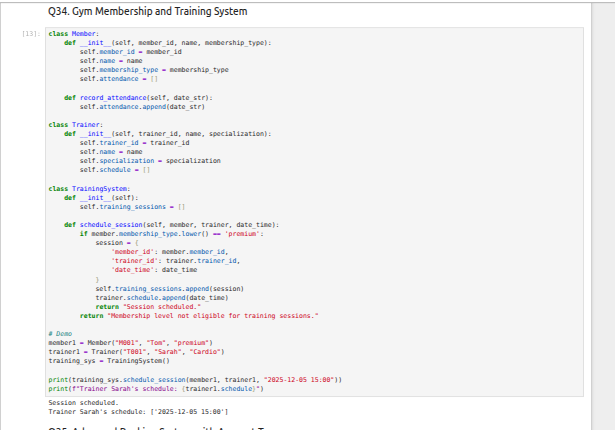 Q34. Gym Membership and Training System
[13]:
class Member:
    def __init__(self, member_id, name, membership_type):
        self.member_id = member_id
        self.name = name
        self.membership_type = membership_type
        self.attendance = []

    def record_attendance(self, date_str):
        self.attendance.append(date_str)

class Trainer:
    def __init__(self, trainer_id, name, specialization):
        self.trainer_id = trainer_id
        self.name = name
        self.specialization = specialization
        self.schedule = []

class TrainingSystem:
    def __init__(self):
        self.training_sessions = []

    def schedule_session(self, member, trainer, date_time):
        if member.membership_type.lower() == 'premium':
            session = {
                'member_id': member.member_id,
                'trainer_id': trainer.trainer_id,
                'date_time': date_time
            }
            self.training_sessions.append(session)
            trainer.schedule.append(date_time)
            return "Session scheduled."
        return "Membership level not eligible for training sessions."

# Demo
member1 = Member("M001", "Tom", "premium")
trainer1 = Trainer("T001", "Sarah", "Cardio")
training_sys = TrainingSystem()

print(training_sys.schedule_session(member1, trainer1, "2025-12-05 15:00"))
print(f"Trainer Sarah's schedule: {trainer1.schedule}")
Session scheduled.
Trainer Sarah's schedule: ['2025-12-05 15:00']